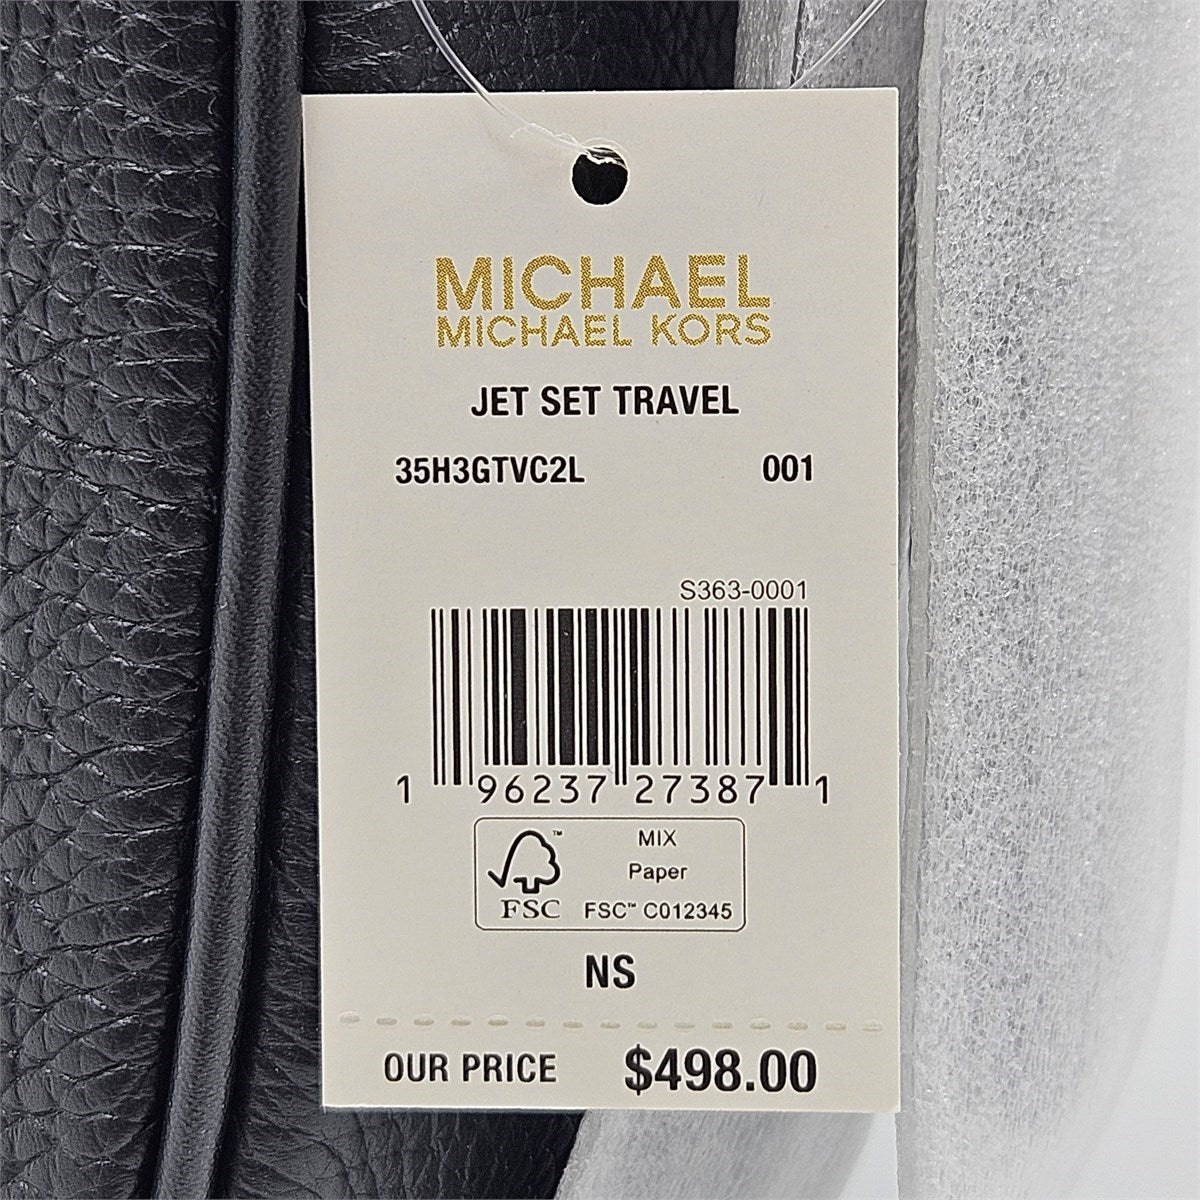 MICHAEL
MICHAEL KORS
JET SET TRAVEL
35H3GTVC2L 001
S363-0001
1 96237 27387 1
FSC
MIX
Paper
FSC™ C012345
NS
OUR PRICE $498.00